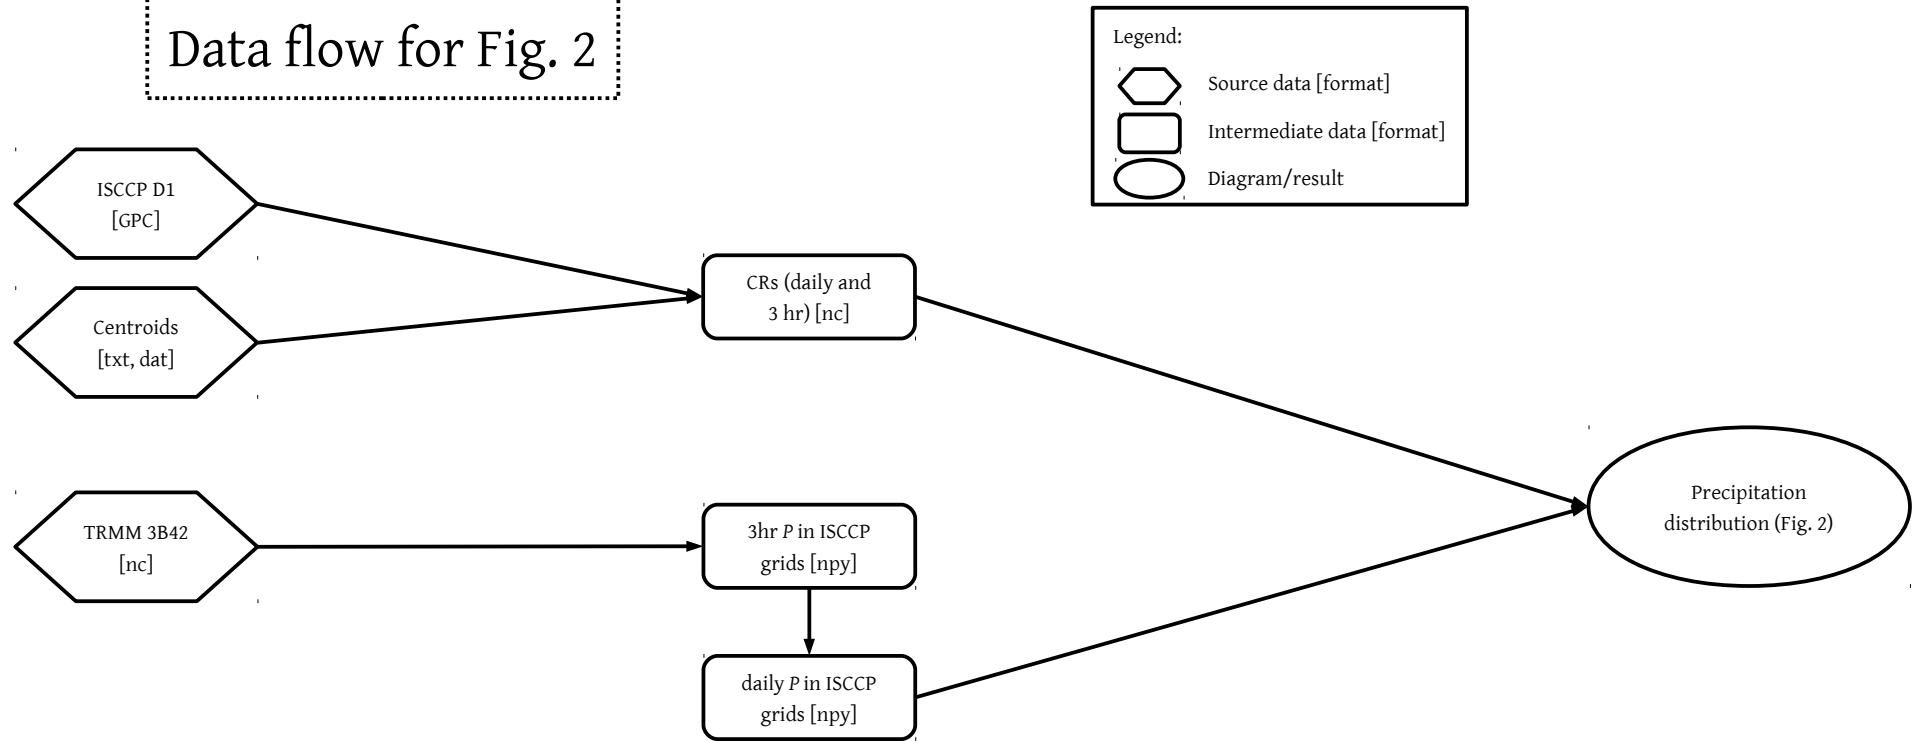 Data flow for Fig. 2
Legend:
Source data [format]
Intermediate data [format]
Diagram/result
ISCCP D1
[GPC]
Centroids
[txt, dat]
CRs (daily and
3 hr) [nc]
TRMM 3B42
[nc]
3hr P in ISCCP
grids [npy]
daily P in ISCCP
grids [npy]
Precipitation
distribution (Fig. 2)